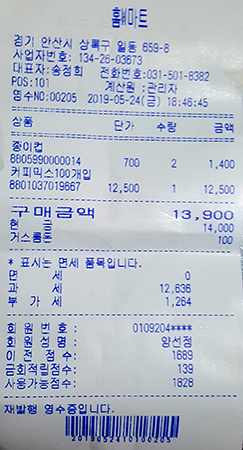 홈#마트
경기 안산시 상록구 일동 659-8
사업자번호: 134-26-03673
대표자:송정희 전화번호:031-501-8382
POS:101 계산원 :관리자
영수NO:00205 2019-05-24(금) 18:46:45
상품 단가 수량 금액
종이컵
8805990000014 700 2 1,400
커피믹스100개입
8801037019667 12,500 1 12,500
구매금액 13,900
현 금 14,000
거스름돈 100
* 표시는 면세 품목입니다.
면 세 0
과 세 12,636
부 가 세 1,264
회 원 번 호 : 0109204****
회 원 성 명 : 양선정
이 전 점 수: 1689
금회적립점수: 139
사용가능점수: 1828
재발행 영수증입니다.
2019052410100205